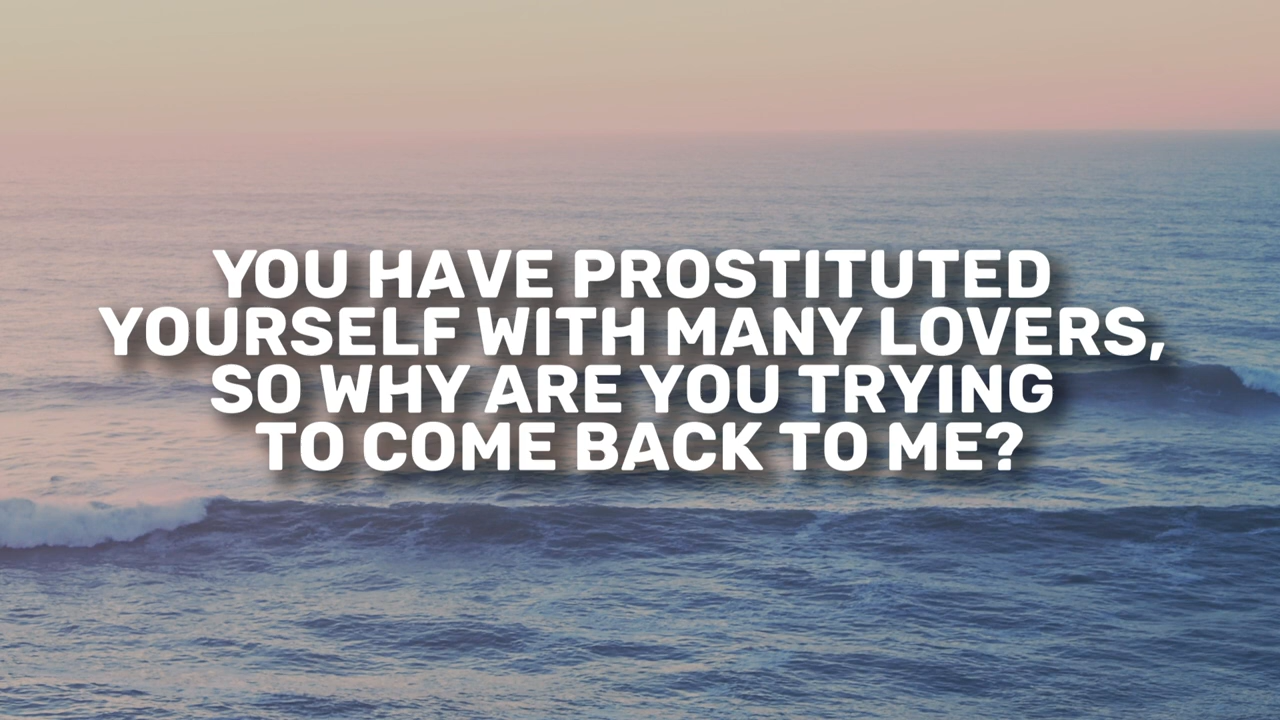 YOU HAVE PROSTITUTED
YOURSELF WITH MANY LOVERS,
SO WHY ARE YOU TRYING
TO COME BACK TO ME?